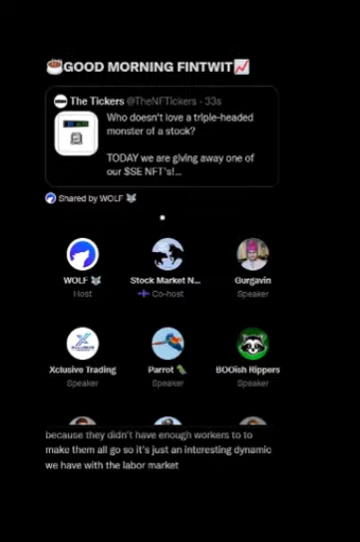 ☕GOOD MORNING FINTWIT📈
The Tickers @TheNFTickers · 33s
Who doesn't love a triple-headed
monster of a stock?
TODAY we are giving away one of
our $SE NFT's!...
Shared by WOLF 🐺
WOLF 🐺 Stock Market N... Gurgavin
Host Co-host Speaker
Xclusive Trading Parrot 🦜 BOOish Rippers
Speaker Speaker Speaker
because they didn't have enough workers to to
make them all go so it's just an interesting dynamic
we have with the labor market